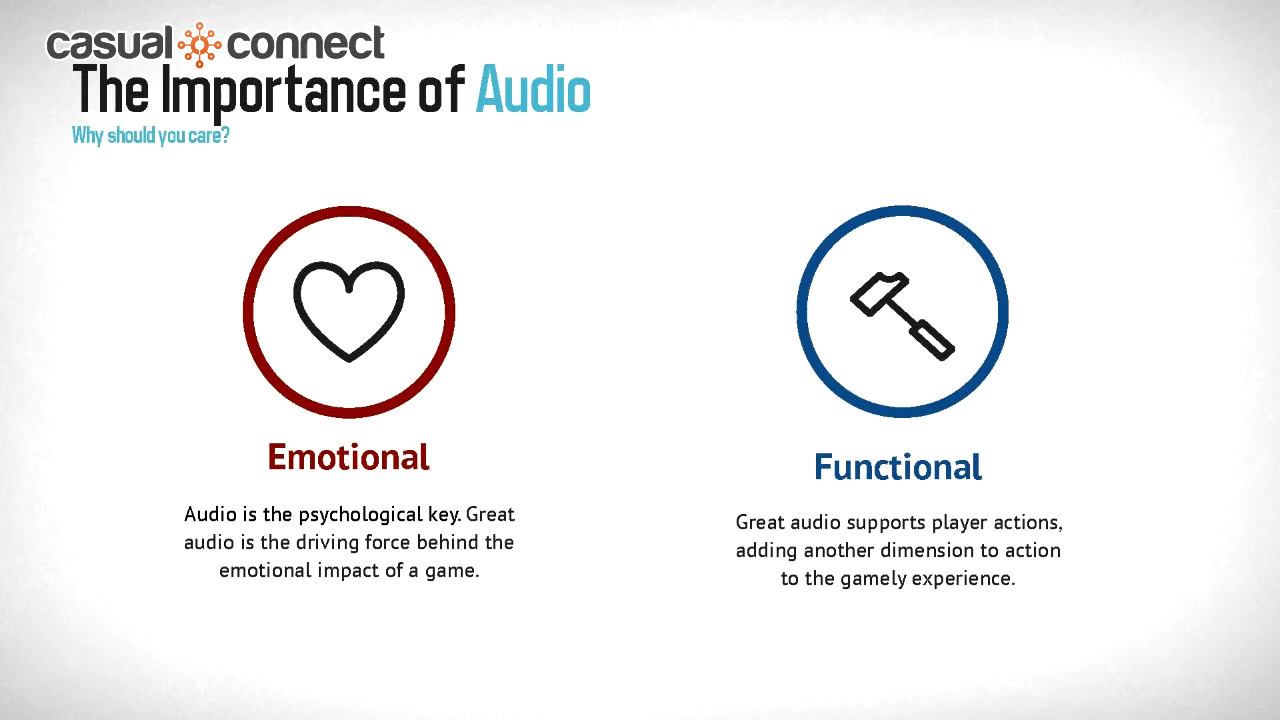 casual connect
The Importance of Audio
Why should you care?
Emotional
Audio is the psychological key. Great
audio is the driving force behind the
emotional impact of a game.
Functional
Great audio supports player actions,
adding another dimension to action
to the gamely experience.